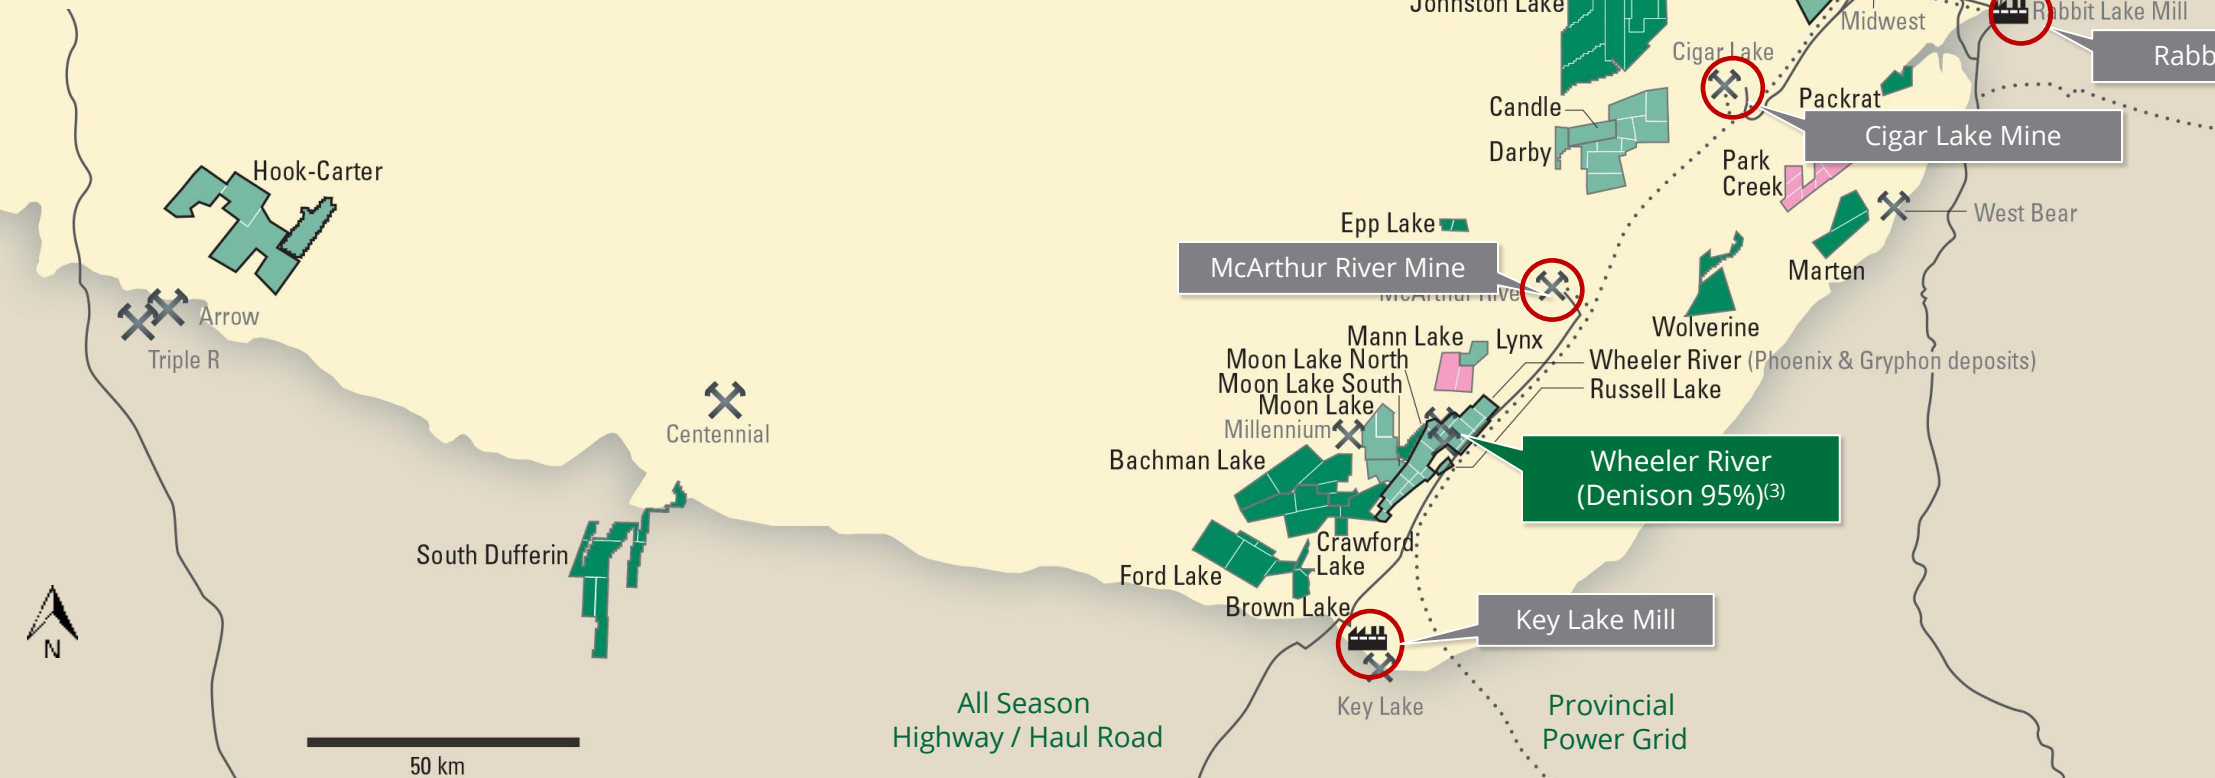 Johnston Lake
Midwest
Rabbit Lake Mill
Rabb
Cigar Lake
Candle
Packrat
Cigar Lake Mine
Darby
Park
Creek
Hook-Carter
West Bear
Epp Lake
McArthur River Mine
McArthur Rive
Marten
Arrow
Wolverine
Triple R
Mann Lake
Lynx
Moon Lake North
Wheeler River (Phoenix & Gryphon deposits)
Moon Lake South
Russell Lake
Moon Lake
Millennium
Centennial
Bachman Lake
Wheeler River
(Denison 95%)(3)
South Dufferin
Crawford
Lake
Ford Lake
Brown Lake
Key Lake Mill
N
Key Lake
All Season
Highway / Haul Road
Provincial
Power Grid
50 km